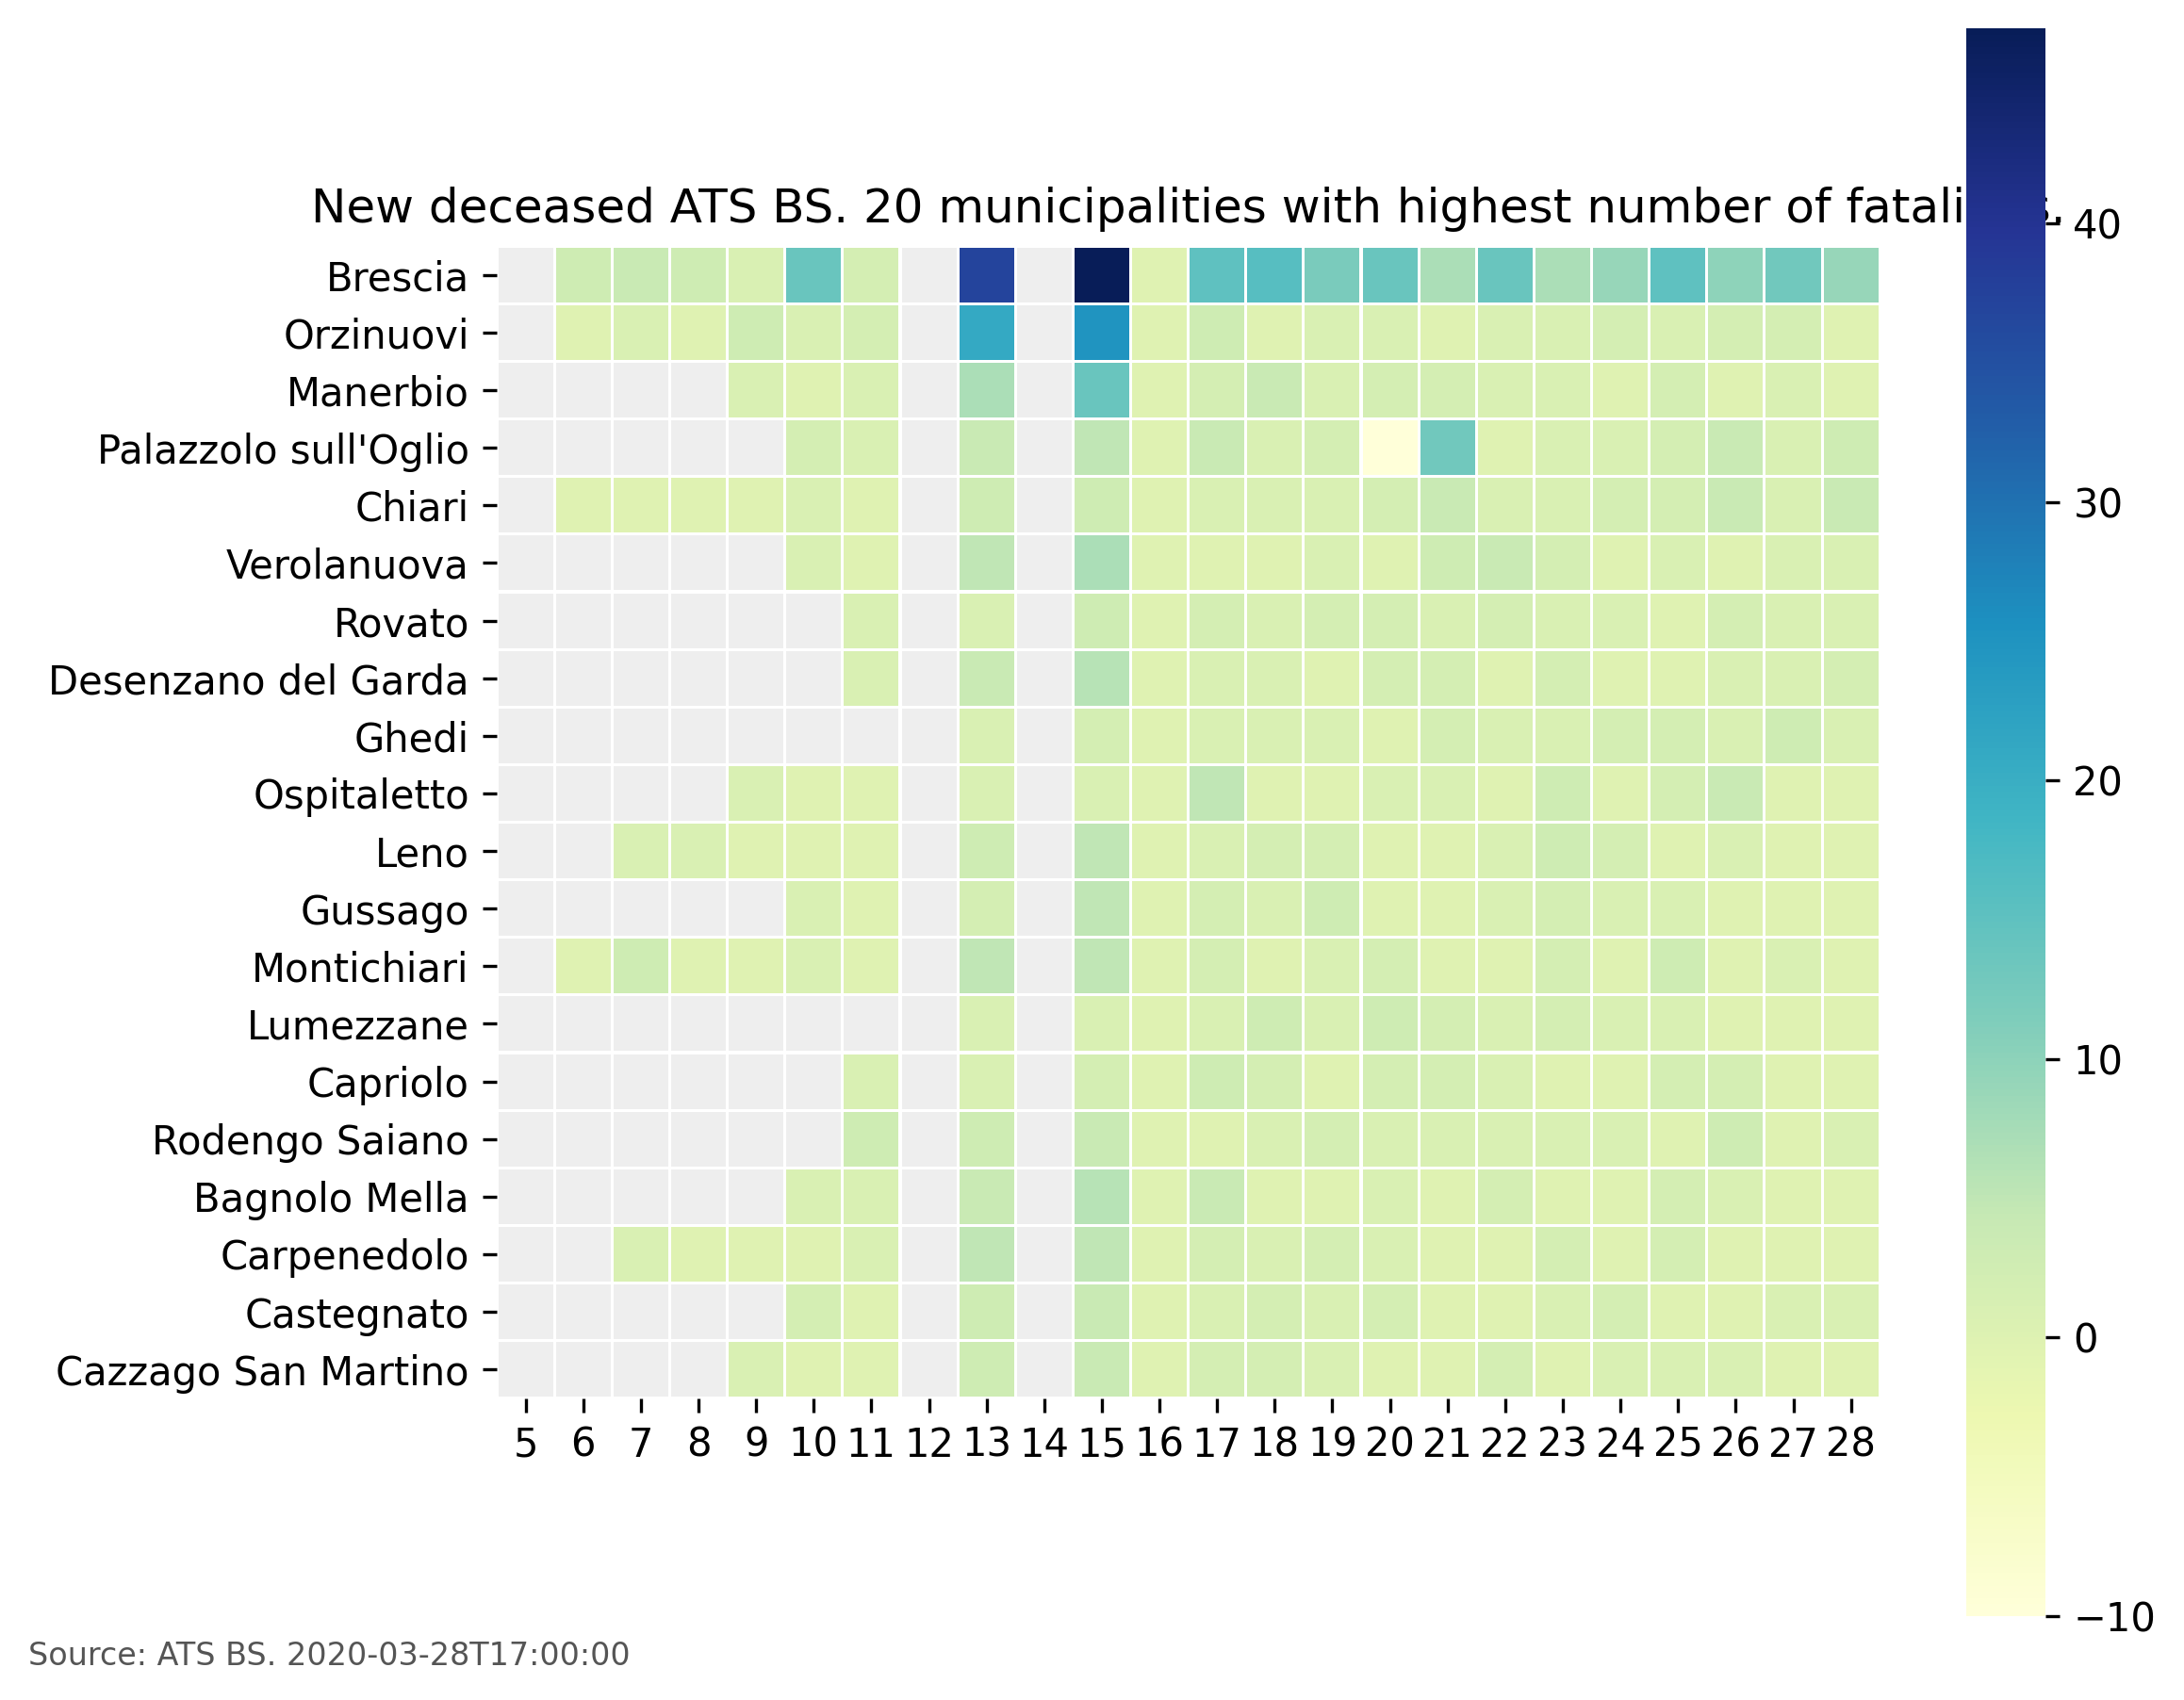 New deceased ATS BS. 20 municipalities with highest number of fatali s.
Brescia
Orzinuovi
Manerbio
Palazzolo sull'Oglio
Chiari
Verolanuova
Rovato
Desenzano del Garda
Ghedi
Ospitaletto
Leno
Gussago
Montichiari
Lumezzane
Capriolo
Rodengo Saiano
Bagnolo Mella
Carpenedolo
Castegnato
Cazzago San Martino
5 6 7 8 9 10 11 12 13 14 15 16 17 18 19 20 21 22 23 24 25 26 27 28
40
30
20
10
0
−10
Source: ATS BS. 2020-03-28T17:00:00